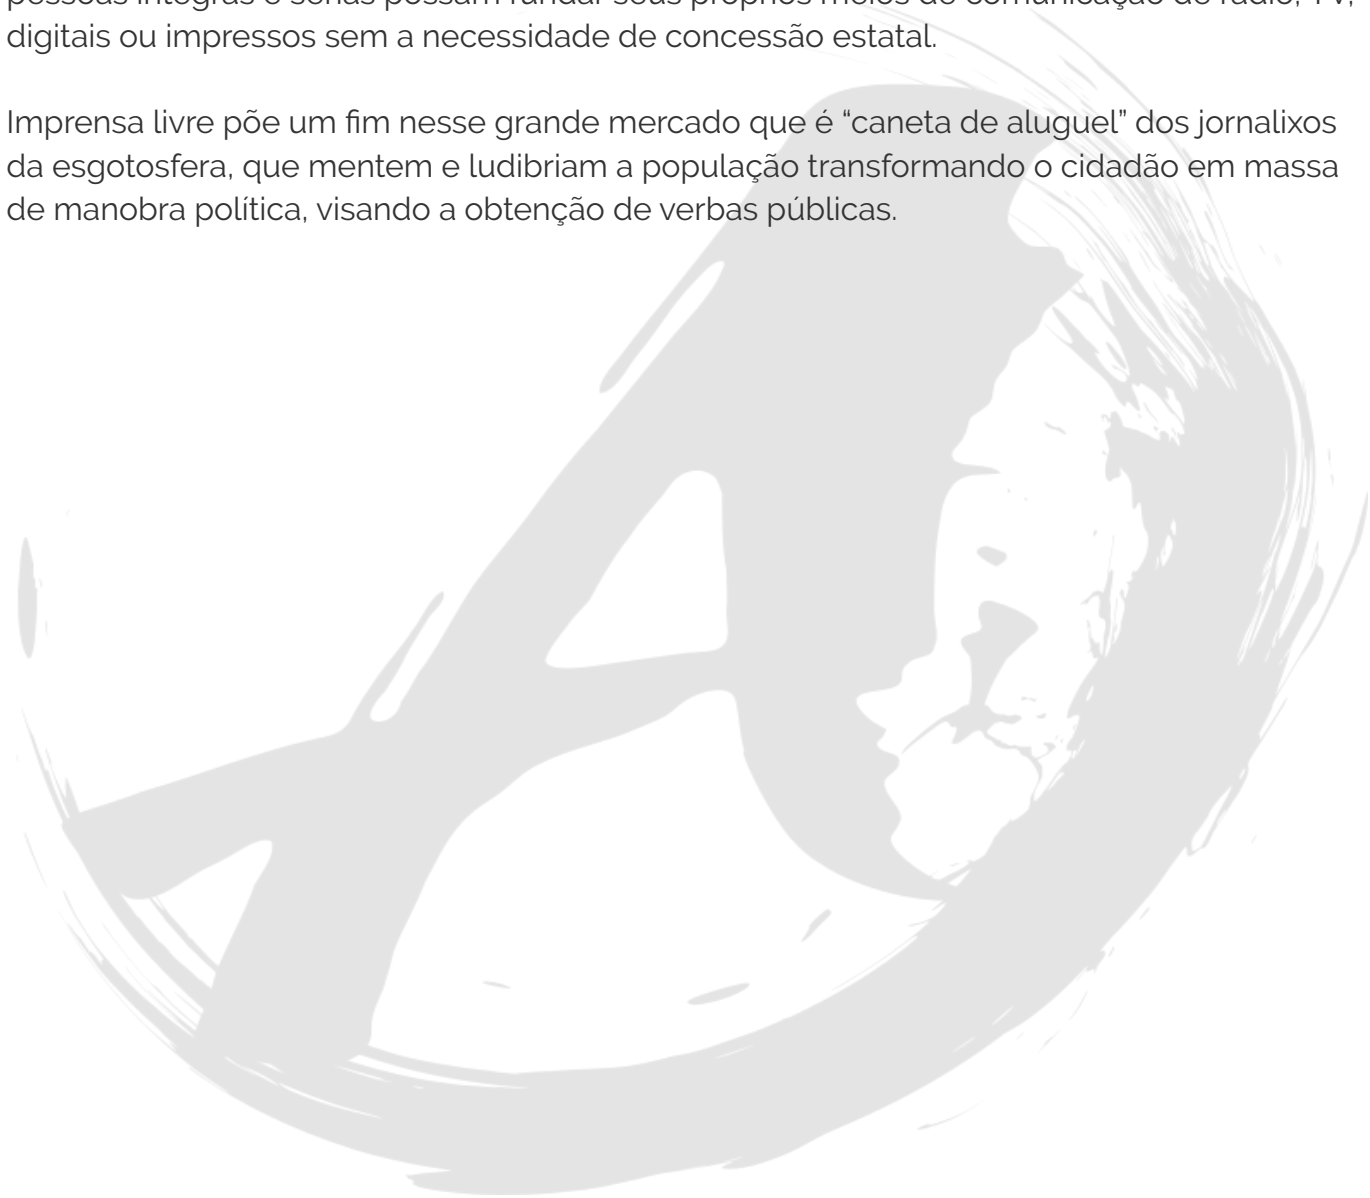 pessoas íntegras e sérias possam fundar seus próprios meios de comunicação de rádio, TV,
digitais ou impressos sem a necessidade de concessão estatal.
Imprensa livre põe um fim nesse grande mercado que é “caneta de aluguel” dos jornalixos
da esgotosfera, que mentem e ludibriam a população transformando o cidadão em massa
de manobra política, visando a obtenção de verbas públicas.